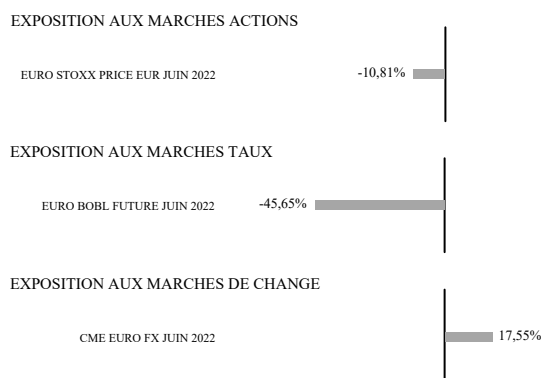 EXPOSITION AUX MARCHES ACTIONS
EURO STOXX PRICE EUR JUIN 2022 -10,81%
EXPOSITION AUX MARCHES TAUX
EURO BOBL FUTURE JUIN 2022 -45,65%
EXPOSITION AUX MARCHES DE CHANGE
CME EURO FX JUIN 2022 17,55%